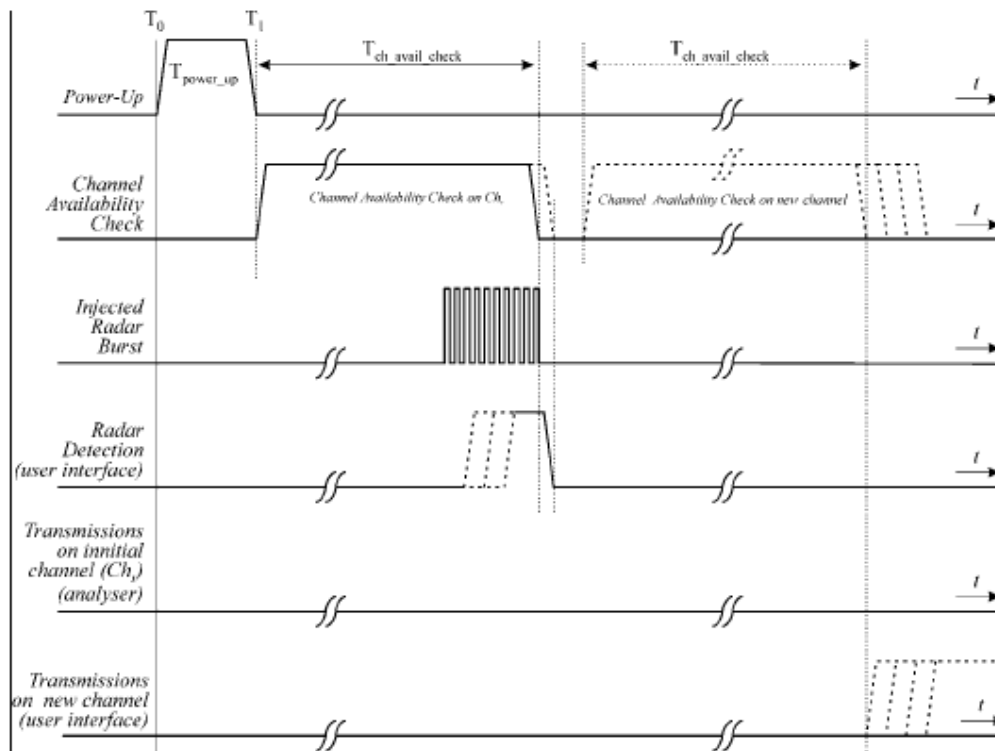 T0 T1
Tpower_up
Tch_avail_check
Tch_avail_check
Power-Up
t
Channel
Availability
Check
Channel Availability Check on Chr
Channel Availability Check on new channel
t
Injected
Radar
Burst
t
Radar
Detection
(user interface)
t
Transmissions
on innitial
channel (Chr)
(analyser)
t
Transmissions
on new channel
(user interface)
t